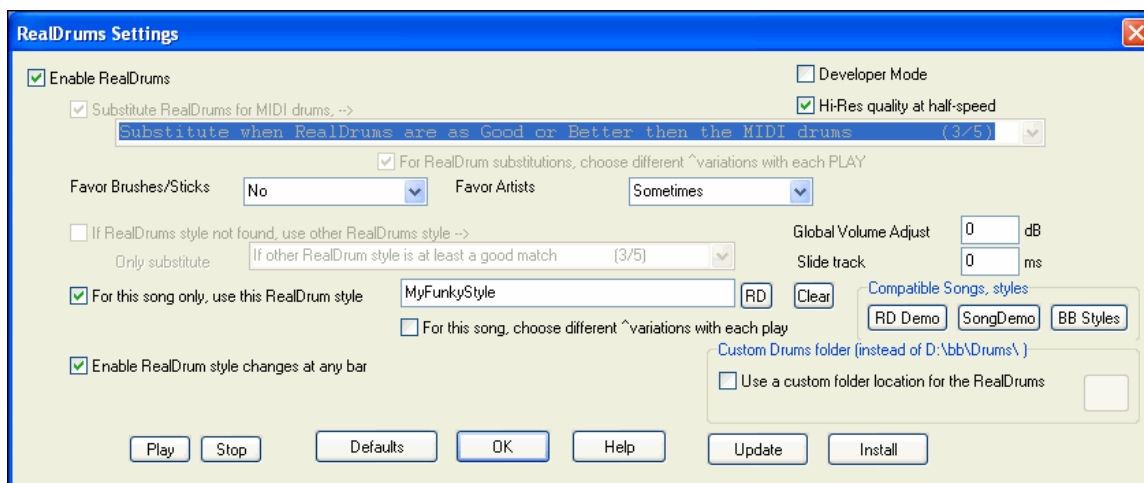 RealDrums Settings
Enable RealDrums
Developer Mode
Substitute RealDrums for MIDI drums, -->
Hi-Res quality at half-speed
Substitute when RealDrums are as Good or Better then the MIDI drums (3/5)
For RealDrum substitutions, choose different ^variations with each PLAY
Favor Brushes/Sticks No Favor Artists Sometimes
If RealDrums style not found, use other RealDrums style -->
Global Volume Adjust 0 dB
Only substitute If other RealDrum style is at least a good match (3/5)
Slide track 0 ms
For this song only, use this RealDrum style MyFunkyStyle RD Clear
Compatible Songs, styles
RD Demo SongDemo BB Styles
For this song, choose different ^variations with each play
Custom Drums folder (instead of D:\bb\Drums\ )
Enable RealDrum style changes at any bar
Use a custom folder location for the RealDrums
Play Stop Defaults OK Help Update Install